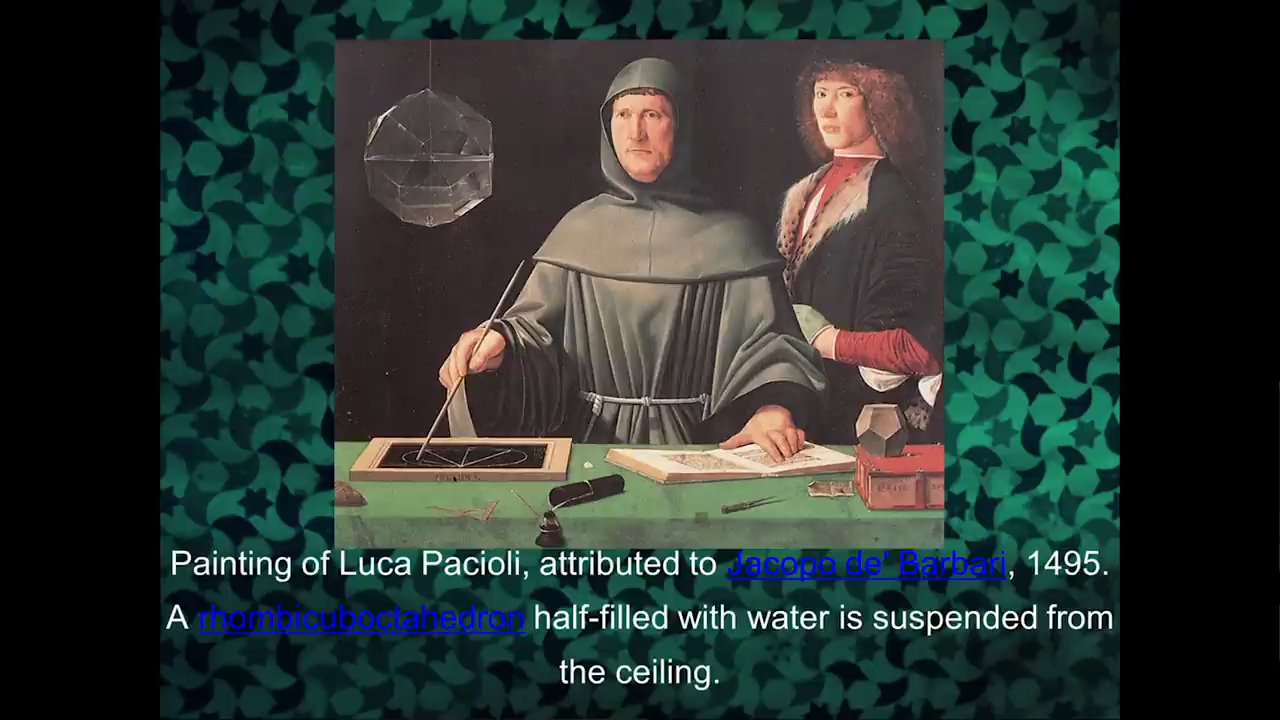 Painting of Luca Pacioli, attributed to Jacopo de' Barbari, 1495.
A rhombicuboctahedron half-filled with water is suspended from
the ceiling.